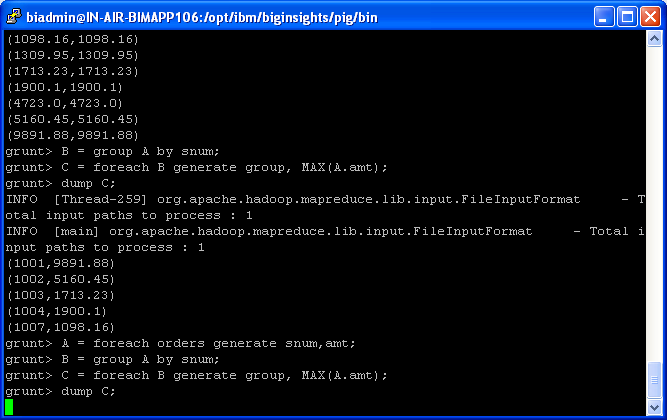 biadmin@IN-AIR-BIMAPP106:/opt/ibm/biginsights/pig/bin
(1098.16,1098.16)
(1309.95,1309.95)
(1713.23,1713.23)
(1900.1,1900.1)
(4723.0,4723.0)
(5160.45,5160.45)
(9891.88,9891.88)
grunt> B = group A by snum;
grunt> C = foreach B generate group, MAX(A.amt);
grunt> dump C;
INFO  [Thread-259] org.apache.hadoop.mapreduce.lib.input.FileInputFormat     - T
otal input paths to process : 1
INFO  [main] org.apache.hadoop.mapreduce.lib.input.FileInputFormat     - Total i
nput paths to process : 1
(1001,9891.88)
(1002,5160.45)
(1003,1713.23)
(1004,1900.1)
(1007,1098.16)
grunt> A = foreach orders generate snum,amt;
grunt> B = group A by snum;
grunt> C = foreach B generate group, MAX(A.amt);
grunt> dump C;